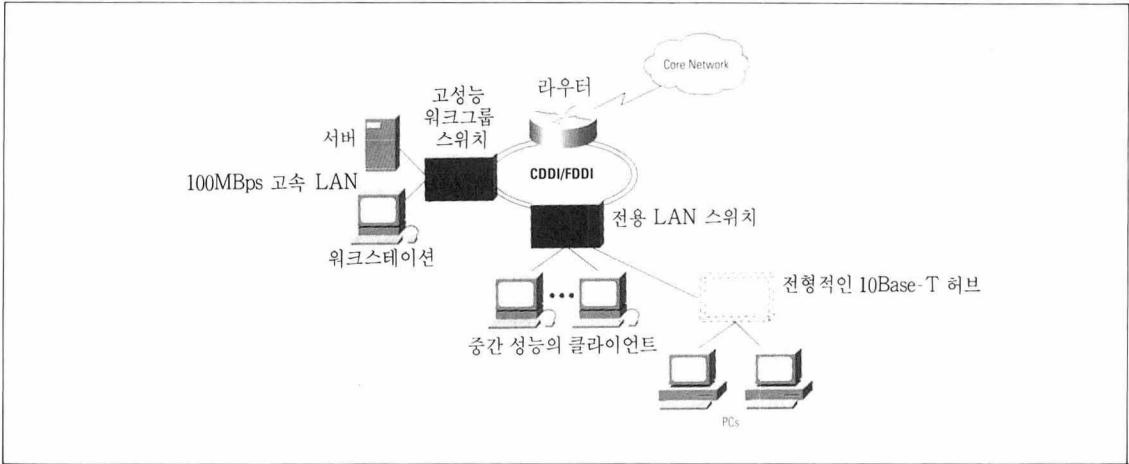 Core Network
라우터
고성능
워크그룹
스위치
서버
100MBps 고속 LAN
CDDI/FDDI
전용 LAN 스위치
워크스테이션
전형적인 10Base-T 허브
중간 성능의 클라이언트
PCs